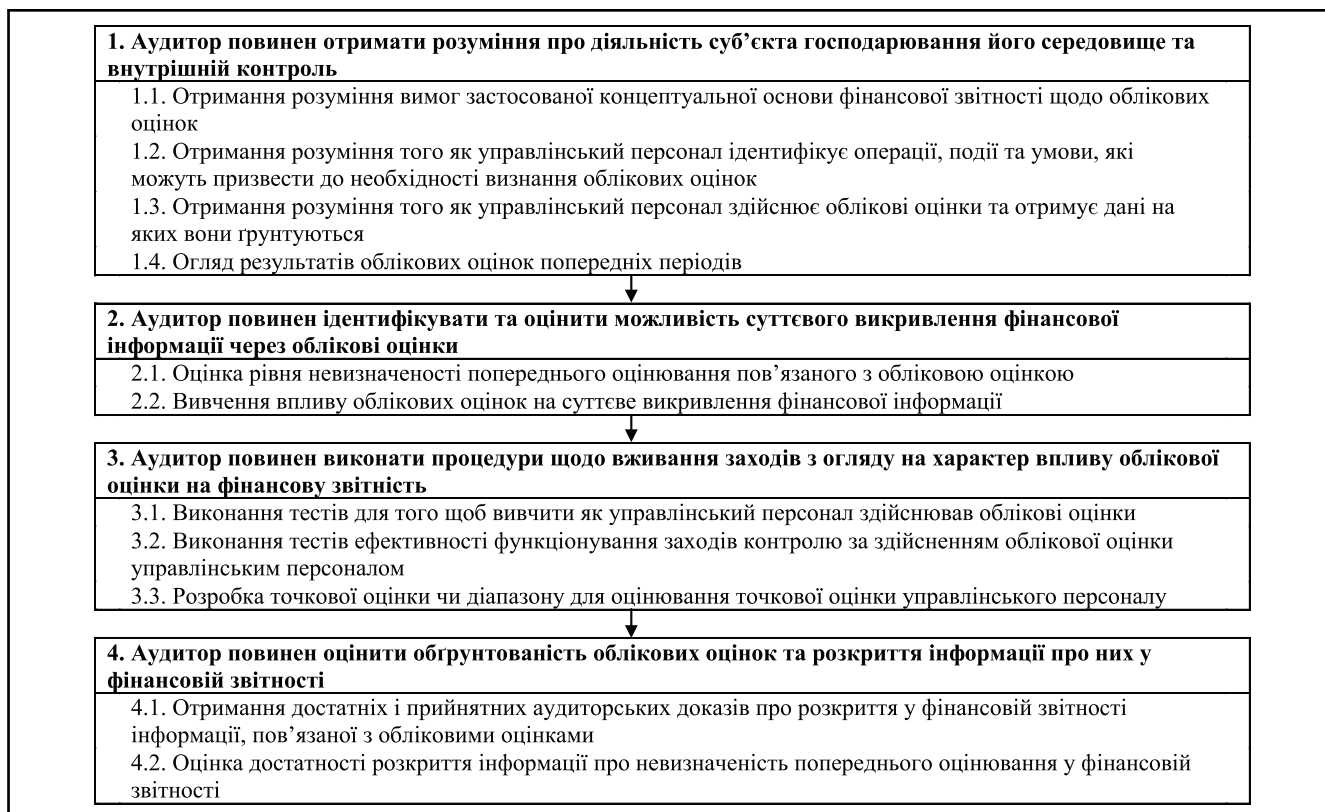 1. Аудитор повинен отримати розуміння про діяльність суб’єкта господарювання його середовище та
внутрішній контроль
1.1. Отримання розуміння вимог застосованої концептуальної основи фінансової звітності щодо облікових
оцінок
1.2. Отримання розуміння того як управлінський персонал ідентифікує операції, події та умови, які
можуть призвести до необхідності визнання облікових оцінок
1.3. Отримання розуміння того як управлінський персонал здійснює облікові оцінки та отримує дані на
яких вони ґрунтуються
1.4. Огляд результатів облікових оцінок попередніх періодів
2. Аудитор повинен ідентифікувати та оцінити можливість суттєвого викривлення фінансової
інформації через облікові оцінки
2.1. Оцінка рівня невизначеності попереднього оцінювання пов’язаного з обліковою оцінкою
2.2. Вивчення впливу облікових оцінок на суттєве викривлення фінансової інформації
3. Аудитор повинен виконати процедури щодо вживання заходів з огляду на характер впливу облікової
оцінки на фінансову звітність
3.1. Виконання тестів для того щоб вивчити як управлінський персонал здійснював облікові оцінки
3.2. Виконання тестів ефективності функціонування заходів контролю за здійсненням облікової оцінки
управлінським персоналом
3.3. Розробка точкової оцінки чи діапазону для оцінювання точкової оцінки управлінського персоналу
4. Аудитор повинен оцінити обґрунтованість облікових оцінок та розкриття інформації про них у
фінансовій звітності
4.1. Отримання достатніх і прийнятних аудиторських доказів про розкриття у фінансовій звітності
інформації, пов’язаної з обліковими оцінками
4.2. Оцінка достатності розкриття інформації про невизначеність попереднього оцінювання у фінансовій
звітності